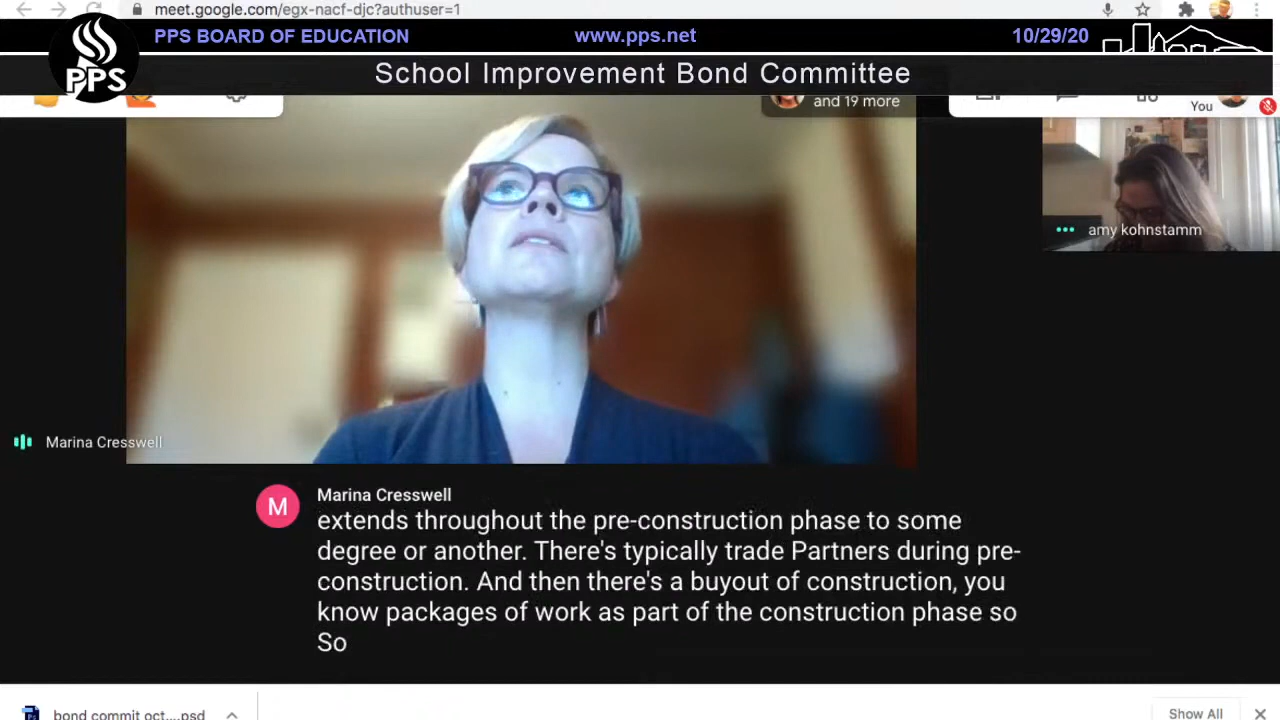 meet.google.com/egx-nacf-djc?authuser=1
PPS BOARD OF EDUCATION
www.pps.net
10/29/20
PPS
School Improvement Bond Committee
and 19 more
You
amy kohnstamm
Marina Cresswell
M
Marina Cresswell
extends throughout the pre-construction phase to some
degree or another. There's typically trade Partners during pre-
construction. And then there's a buyout of construction, you
know packages of work as part of the construction phase so
So
bond commit oct....psd
Show All